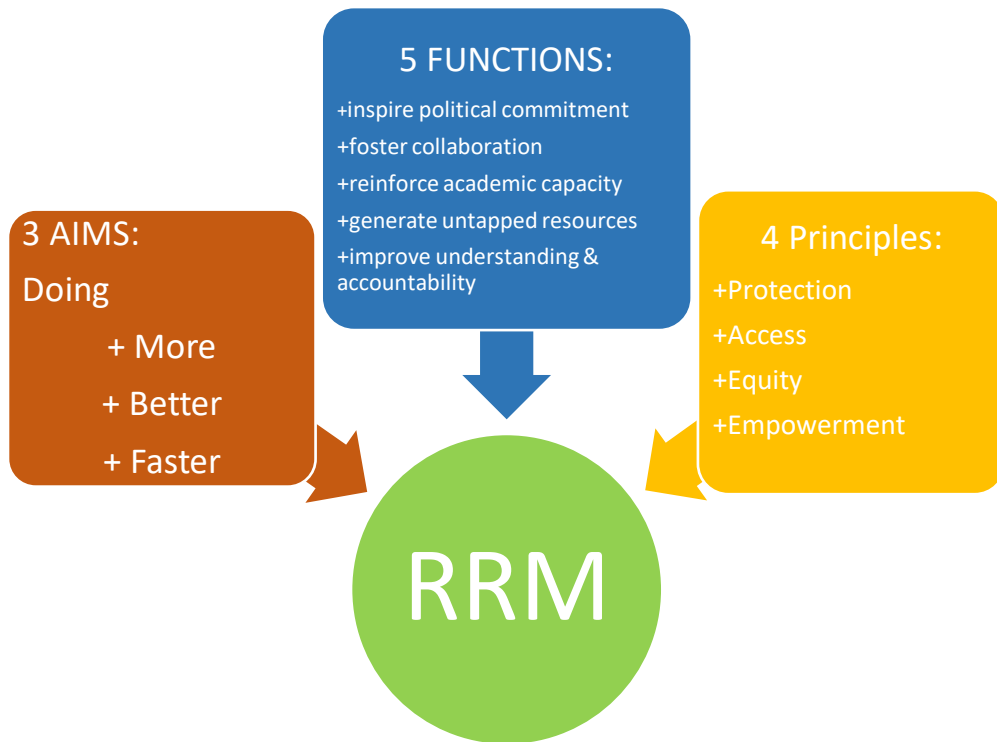 5 FUNCTIONS:
+inspire political commitment
+foster collaboration
+reinforce academic capacity
+generate untapped resources
+improve understanding &
accountability
3 AIMS:
Doing
+ More
+ Better
+ Faster
4 Principles:
+Protection
+Access
+Equity
+Empowerment
RRM